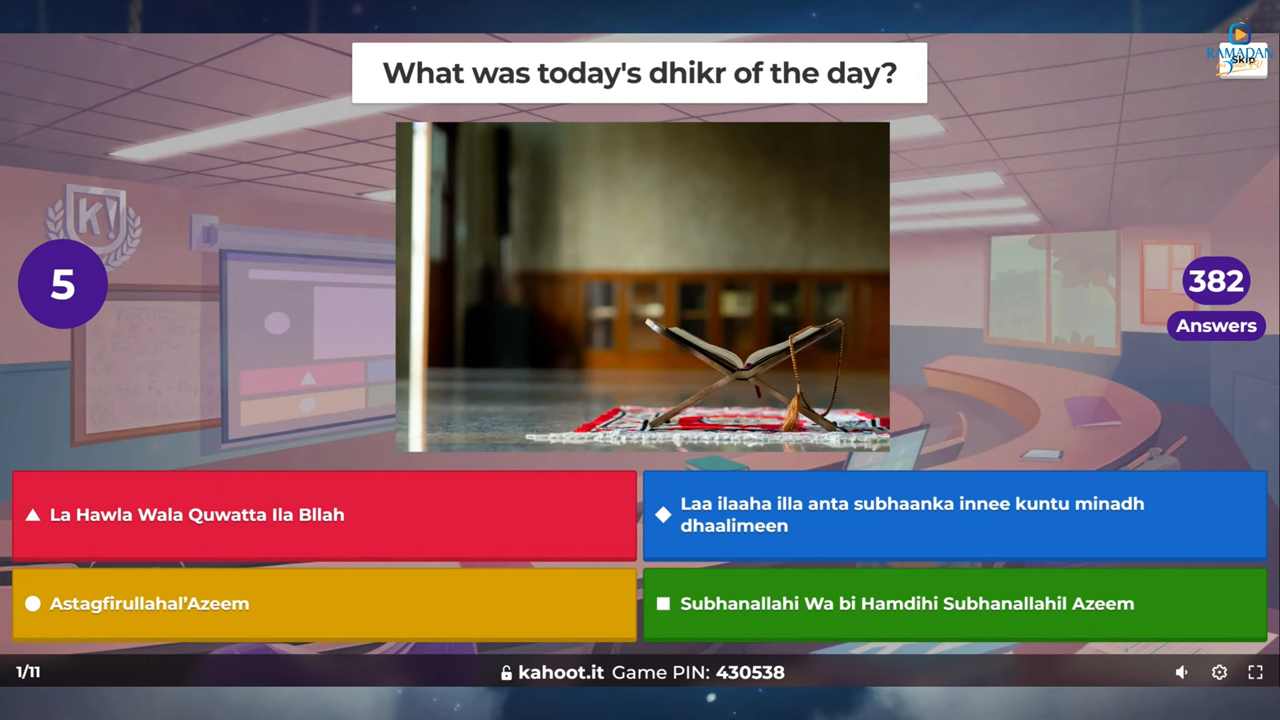 What was today's dhikr of the day?
RAMADAN
Skip
K!
5
382
Answers
La Hawla Wala Quwatta Ila Bllah
Laa ilaaha illa anta subhaanka innee kuntu minadh
dhaalimeen
Astagfirullahal’Azeem
Subhanallahi Wa bi Hamdihi Subhanallahil Azeem
1/11
kahoot.it Game PIN: 430538